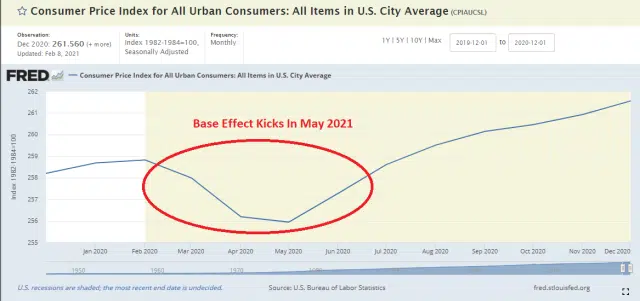 Consumer Price Index for All Urban Consumers: All Items in U.S. City Average (CPIAUCSL)
Observation:
Dec 2020: 261.560 (+ more)
Updated: Feb 8, 2021
Units:
Index 1982-1984=100,
Seasonally Adjusted
Frequency:
Monthly
1Y | 5Y | 10Y | Max
2019-12-01 to 2020-12-01
FRED — Consumer Price Index for All Urban Consumers: All Items in U.S. City Average
262
261
260
259
258
257
256
255
Index 1982-1984=100
Base Effect Kicks In May 2021
Jan 2020 Feb 2020 Mar 2020 Apr 2020 May 2020 Jun 2020 Jul 2020 Aug 2020 Sep 2020 Oct 2020 Nov 2020 Dec 2020
1950 1960 1970
U.S. recessions are shaded; the most recent end date is undecided.
Source: U.S. Bureau of Labor Statistics
fred.stlouisfed.org